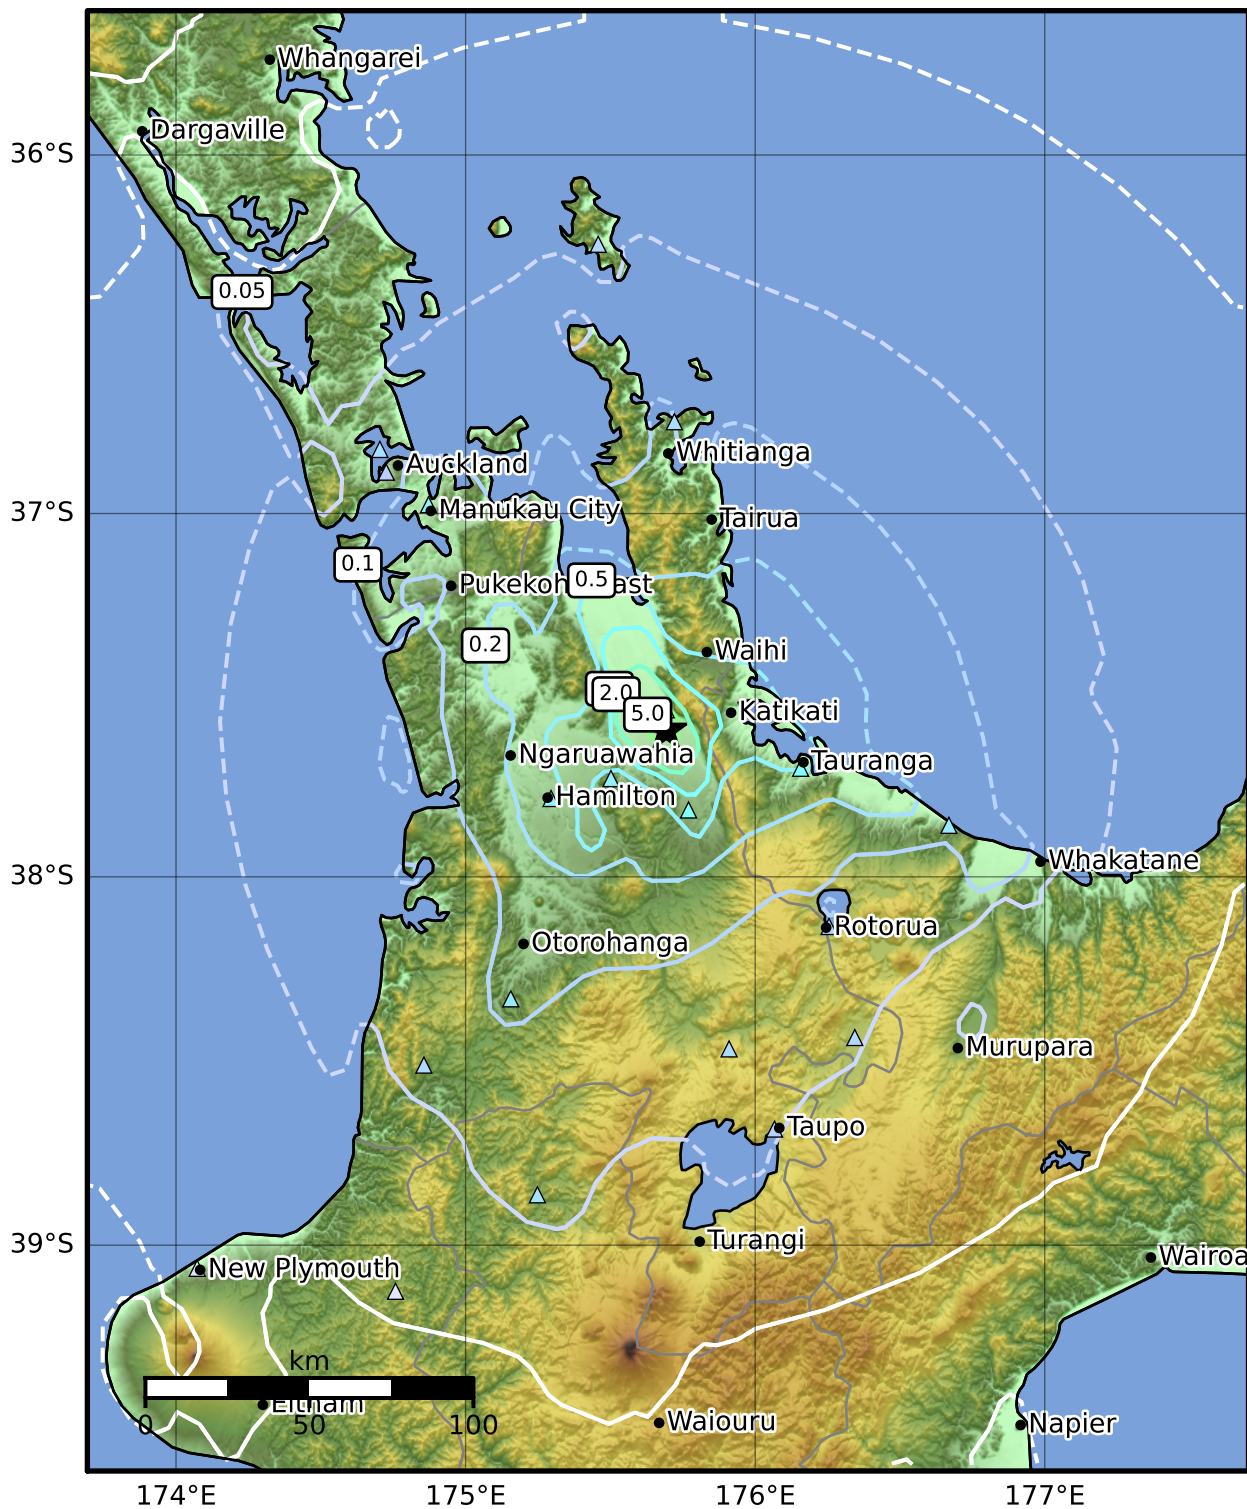 Whangarei
Dargaville
36°S
0.05
Whitianga
Auckland
Manukau City
37°S
Tairua
0.1
0.5
Pukekohe East
0.2
Waihi
2.0
5.0
Katikati
Ngaruawahia
Tauranga
Hamilton
38°S
Whakatane
Rotorua
Otorohanga
Murupara
Taupo
39°S
Turangi
Wairoa
New Plymouth
km
Eltham
0 50 100
Waiouru
Napier
174°E 175°E 176°E 177°E